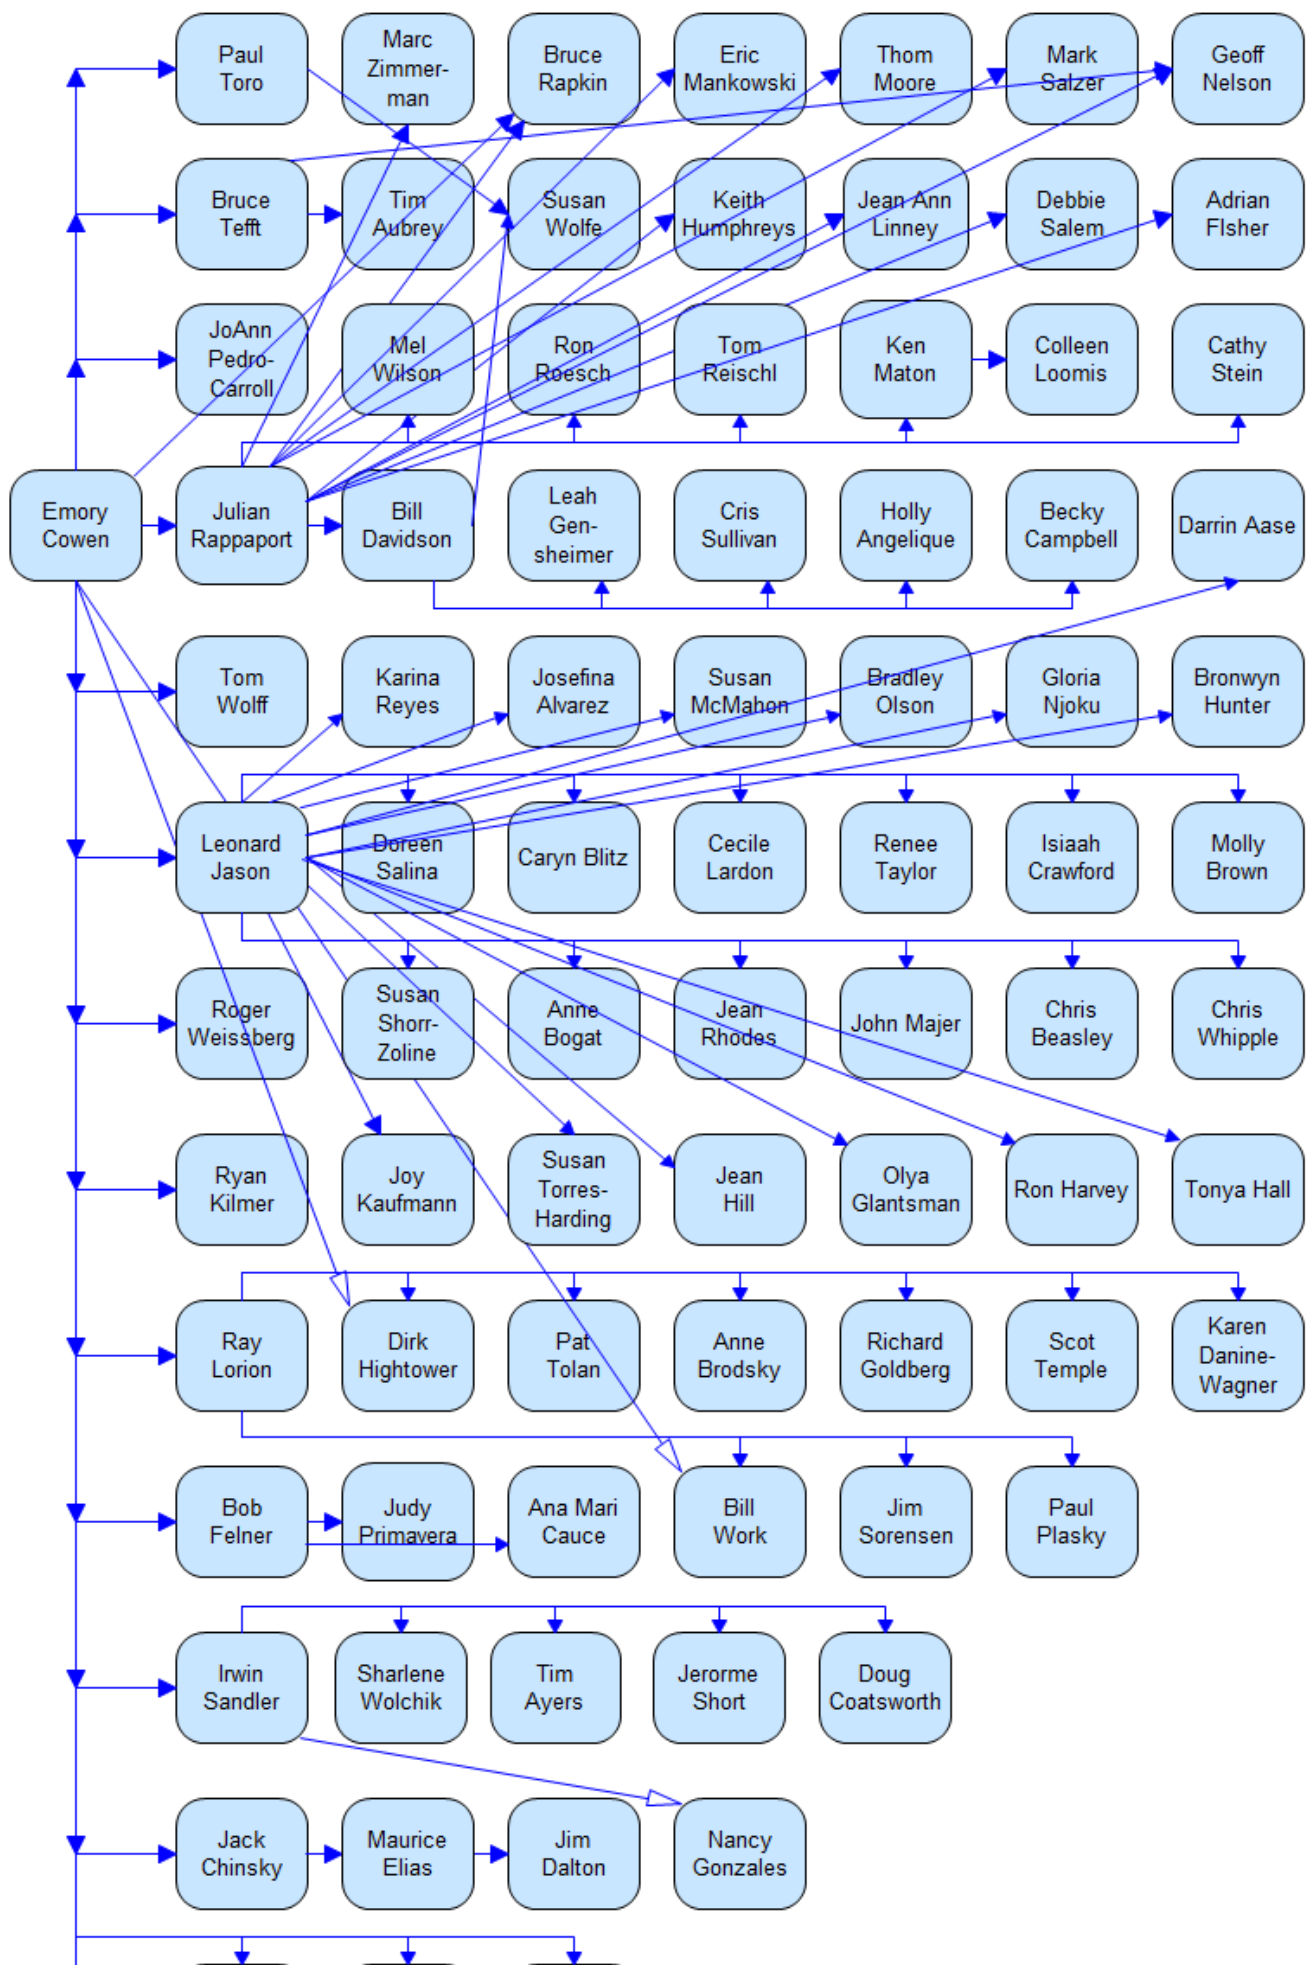 Paul
Toro
Marc
Zimmer-
man
Bruce
Rapkin
Eric
Mankowski
Thom
Moore
Mark
Salzer
Geoff
Nelson
Bruce
Tefft
Tim
Aubrey
Susan
Wolfe
Keith
Humphreys
Jean Ann
Linney
Debbie
Salem
Adrian
FIsher
JoAnn
Pedro-
Carroll
Mel
Wilson
Ron
Roesch
Tom
Reischl
Ken
Maton
Colleen
Loomis
Cathy
Stein
Emory
Cowen
Julian
Rappaport
Bill
Davidson
Leah
Gen-
sheimer
Cris
Sullivan
Holly
Angelique
Becky
Campbell
Darrin Aase
Tom
Wolff
Karina
Reyes
Josefina
Alvarez
Susan
McMahon
Bradley
Olson
Gloria
Njoku
Bronwyn
Hunter
Leonard
Jason
Doreen
Salina
Caryn Blitz
Cecile
Lardon
Renee
Taylor
Isiaah
Crawford
Molly
Brown
Roger
Weissberg
Susan
Shorr-
Zoline
Anne
Bogat
Jean
Rhodes
John Majer
Chris
Beasley
Chris
Whipple
Ryan
Kilmer
Joy
Kaufmann
Susan
Torres-
Harding
Jean
Hill
Olya
Glantsman
Ron Harvey
Tonya Hall
Ray
Lorion
Dirk
Hightower
Pat
Tolan
Anne
Brodsky
Richard
Goldberg
Scot
Temple
Karen
Danine-
Wagner
Bob
Felner
Judy
Primavera
Ana Mari
Cauce
Bill
Work
Jim
Sorensen
Paul
Plasky
Irwin
Sandler
Sharlene
Wolchik
Tim
Ayers
Jerorme
Short
Doug
Coatsworth
Jack
Chinsky
Maurice
Elias
Jim
Dalton
Nancy
Gonzales